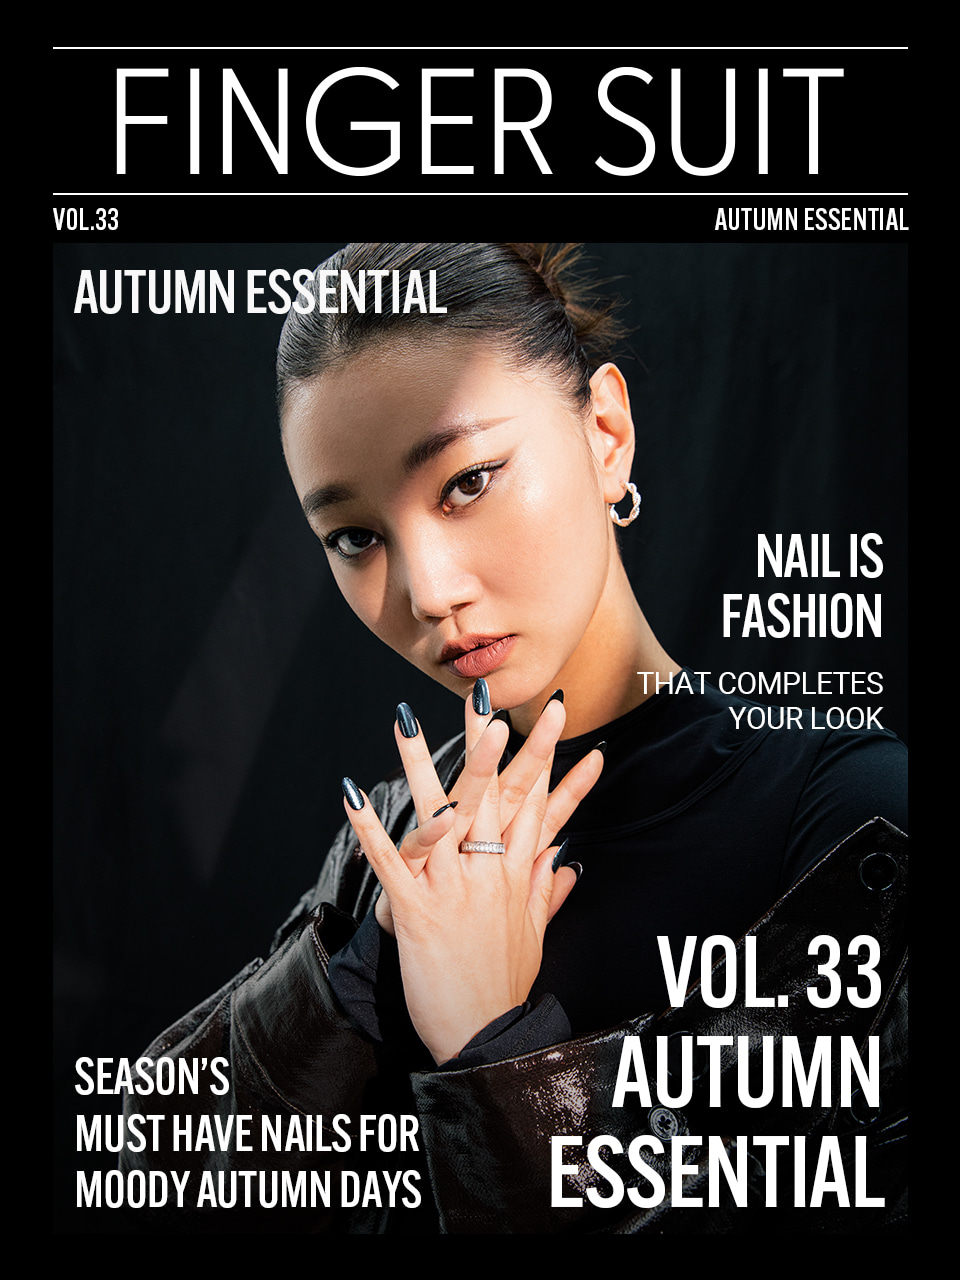 FINGER SUIT
VOL.33
AUTUMN ESSENTIAL
AUTUMN ESSENTIAL
NAIL IS
FASHION
THAT COMPLETES
YOUR LOOK
VOL. 33
AUTUMN
ESSENTIAL
SEASON’S
MUST HAVE NAILS FOR
MOODY AUTUMN DAYS